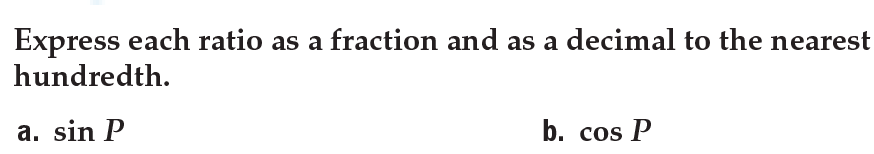 Express each ratio as a fraction and as a decimal to the nearest
hundredth.
a. sin P b. cos P